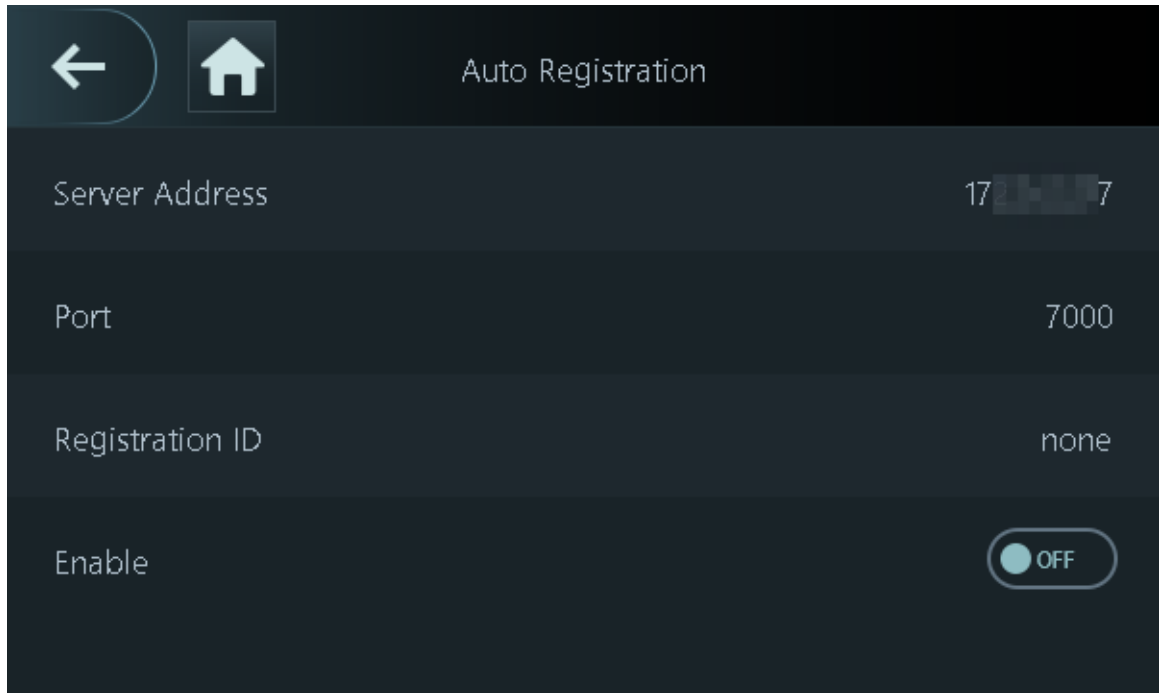 Auto Registration
Server Address
Port 7000
Registration ID none
Enable OFF